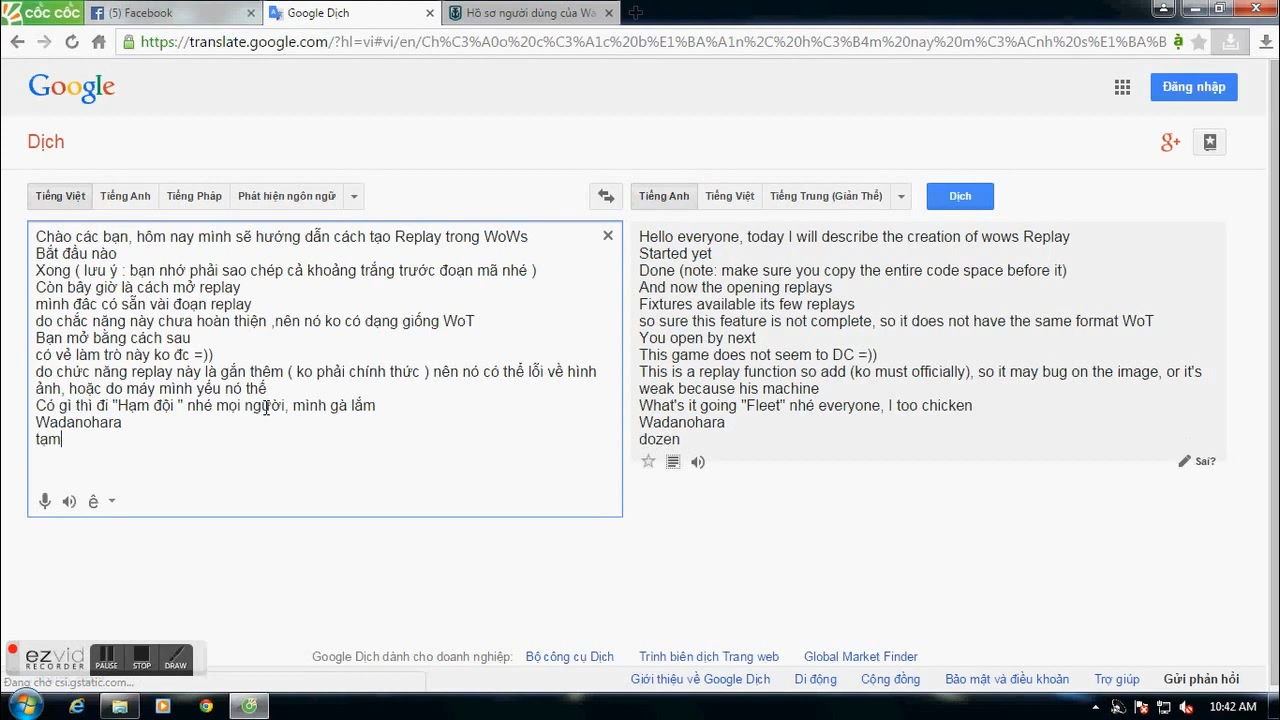 CỐC CỐC
(5) Facebook
Google Dịch
Hồ sơ người dùng của Wa
https://translate.google.com/?hl=vi#vi/en/Ch%C3%A0o%20c%C3%A1c%20b%E1%BA%A1n%2C%20h%C3%B4m%20nay%20m%C3%ACnh%20s%E1%BA%B
Google
Đăng nhập
Dịch
g+
Tiếng Việt
Tiếng Anh
Tiếng Pháp
Phát hiện ngôn ngữ
Tiếng Anh
Tiếng Việt
Tiếng Trung (Giản Thể)
Dịch
Chào các bạn, hôm nay mình sẽ hướng dẫn cách tạo Replay trong WoWs
Bắt đầu nào
Xong ( lưu ý : bạn nhớ phải sao chép cả khoảng trắng trước đoạn mã nhé )
Còn bây giờ là cách mở replay
mình đâc có sẵn vài đoạn replay
do chắc năng này chưa hoàn thiện ,nên nó ko có dạng giống WoT
Bạn mở bằng cách sau
có vẻ làm trò này ko đc =))
do chức năng replay này là gắn thêm ( ko phải chính thức ) nên nó có thể lỗi về hình
ảnh, hoặc do máy mình yếu nó thế
Có gì thì đi "Hạm đội " nhé mọi người, mình gà lắm
Wadanohara
tạm
Hello everyone, today I will describe the creation of wows Replay
Started yet
Done (note: make sure you copy the entire code space before it)
And now the opening replays
Fixtures available its few replays
so sure this feature is not complete, so it does not have the same format WoT
You open by next
This game does not seem to DC =))
This is a replay function so add (ko must officially), so it may bug on the image, or it's
weak because his machine
What's it going "Fleet" nhé everyone, I too chicken
Wadanohara
dozen
ê
Sai?
ezvid
RECORDER
PAUSE
STOP
DRAW
Google Dịch dành cho doanh nghiệp:
Bộ công cụ Dịch
Trình biên dịch Trang web
Global Market Finder
Đang chờ csi.gstatic.com...
Giới thiệu về Google Dịch
Di động
Cộng đồng
Bảo mật và điều khoản
Trợ giúp
Gửi phản hồi
10:42 AM